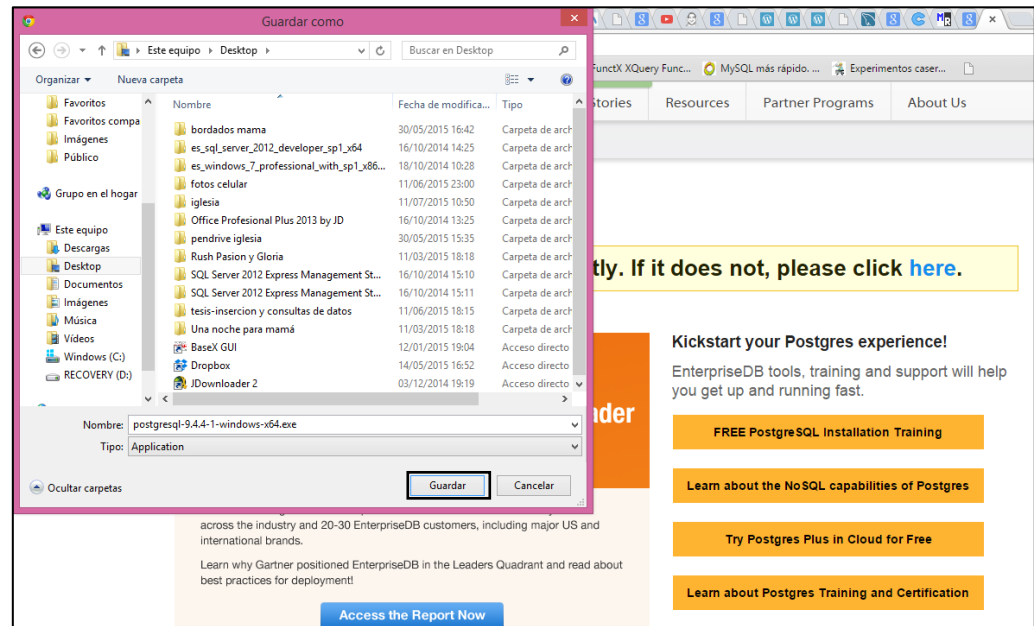 Guardar como
Este equipo
Desktop
Buscar en Desktop
Organizar
Nueva carpeta
Favoritos
Favoritos compa
Imágenes
Público
Grupo en el hogar
Este equipo
Descargas
Desktop
Documentos
Imágenes
Música
Vídeos
Windows (C:)
RECOVERY (D:)
Nombre Fecha de modifica... Tipo
bordados mama 30/05/2015 16:42 Carpeta de arch
es_sql_server_2012_developer_sp1_x64 16/10/2014 14:25 Carpeta de arch
es_windows_7_professional_with_sp1_x86... 18/10/2014 10:28 Carpeta de arch
fotos celular 11/06/2015 23:00 Carpeta de arch
iglesia 11/07/2015 10:50 Carpeta de arch
Office Profesional Plus 2013 by JD 16/10/2014 13:25 Carpeta de arch
pendrive iglesia 30/05/2015 15:35 Carpeta de arch
Rush Pasion y Gloria 11/03/2015 18:18 Carpeta de arch
SQL Server 2012 Express Management St... 16/10/2014 15:10 Carpeta de arch
SQL Server 2012 Express Management St... 16/10/2014 15:11 Carpeta de arch
tesis-insercion y consultas de datos 11/06/2015 18:15 Carpeta de arch
Una noche para mamá 11/03/2015 18:18 Carpeta de arch
BaseX GUI 12/01/2015 19:04 Acceso directo
Dropbox 14/05/2015 16:52 Acceso directo
JDownloader 2 03/12/2014 19:19 Acceso directo
Nombre: postgresql-9.4.4-1-windows-x64.exe
Tipo: Application
Ocultar carpetas
Guardar
Cancelar
FunctX XQuery Func...
MySQL más rápido. ...
Experimentos caser...
Stories
Resources
Partner Programs
About Us
tly. If it does not, please click here.
ader
Kickstart your Postgres experience!
EnterpriseDB tools, training and support will help
you get up and running fast.
FREE PostgreSQL Installation Training
Learn about the NoSQL capabilities of Postgres
Try Postgres Plus in Cloud for Free
Learn about Postgres Training and Certification
across the industry and 20-30 EnterpriseDB customers, including major US and
international brands.
Learn why Gartner positioned EnterpriseDB in the Leaders Quadrant and read about
best practices for deployment!
Access the Report Now